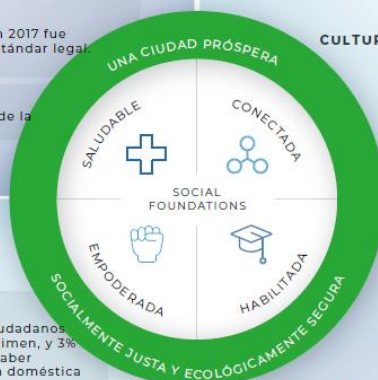 n 2017 fue
tándar legal.
CULTUR
de la
UNA CIUDAD PRÓSPERA
SALUDABLE
CONECTADA
SOCIAL
FOUNDATIONS
EMPODERADA
HABILITADA
SOCIALMENTE JUSTA Y ECOLÓGICAMENTE SEGURA
udadanos
imen, y 3%
aber
a doméstica